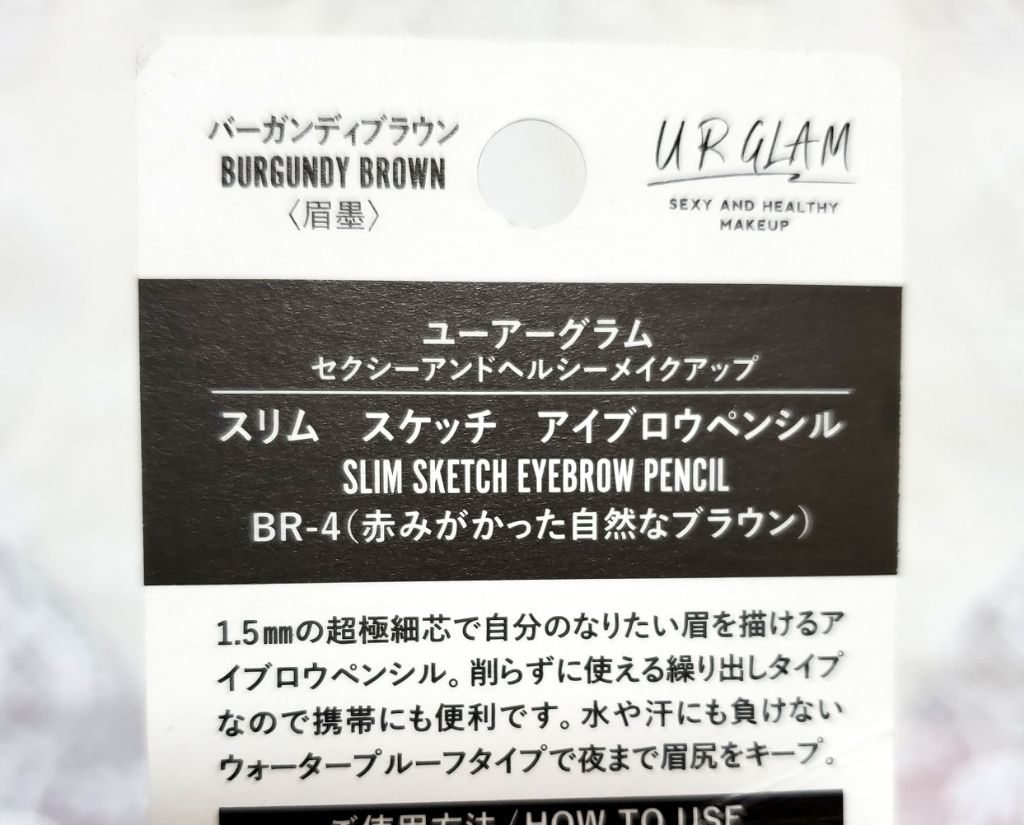 バーガンディブラウン
BURGUNDY BROWN
〈眉墨〉
UR GLAM
SEXY AND HEALTHY
MAKEUP
ユーアーグラム
セクシーアンドヘルシーメイクアップ
スリム　スケッチ　アイブロウペンシル
SLIM SKETCH EYEBROW PENCIL
BR-4(赤みがかった自然なブラウン)
1.5㎜の超極細芯で自分のなりたい眉を描けるア
イブロウペンシル。削らずに使える繰り出しタイプ
なので携帯にも便利です。水や汗にも負けない
ウォータープルーフタイプで夜まで眉尻をキープ。
ご使用方法/HOW TO USE